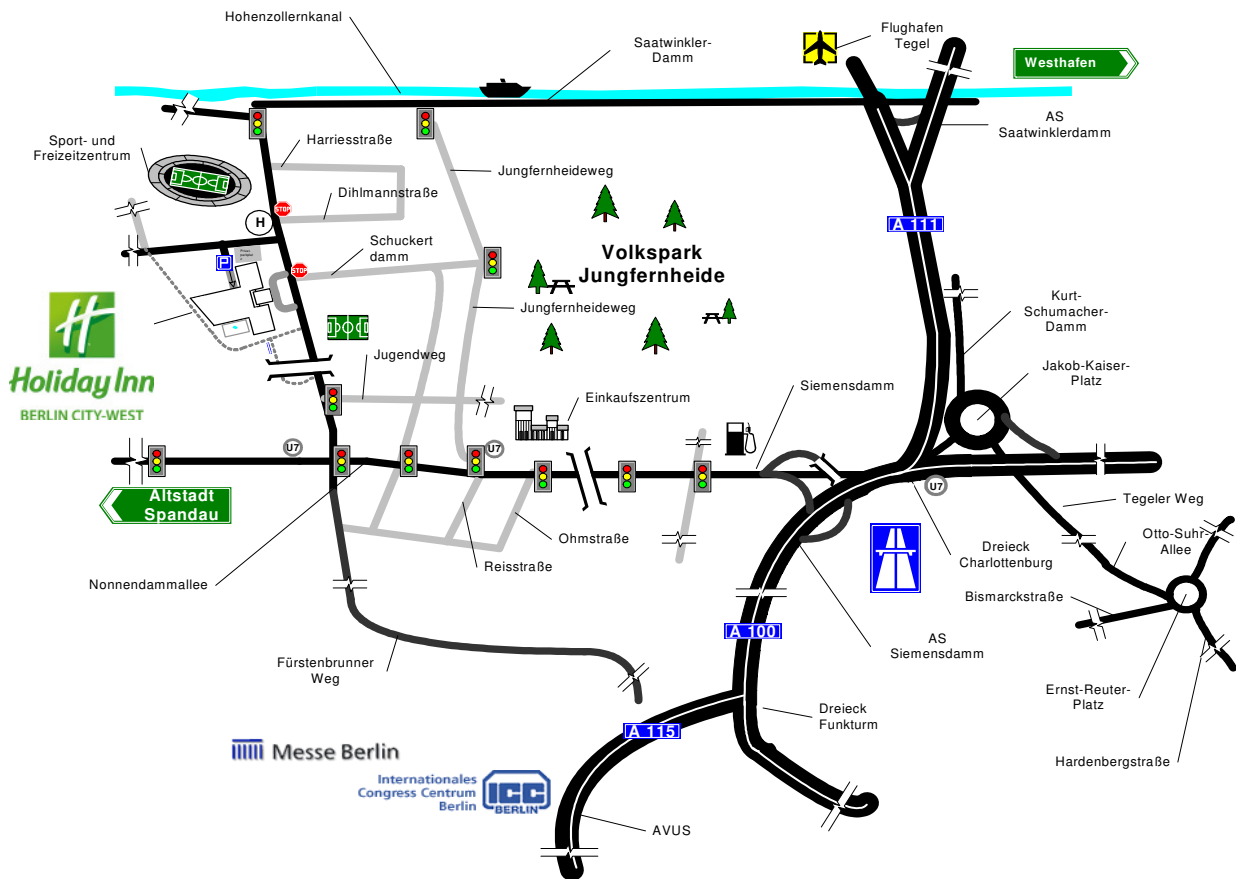 Hohenzollernkanal
Saatwinkler-
Damm
Flughafen
Tegel
Westhafen
AS
Saatwinklerdamm
Sport- und
Freizeitzentrum
Harriesstraße
Jungfernheideweg
Dihlmannstraße
STOP
H
A 111
P
Schuckert
damm
STOP
Volkspark
Jungfernheide
Jungfernheideweg
Kurt-
Schumacher-
Damm
Holiday Inn
BERLIN CITY-WEST
Jugendweg
Jakob-Kaiser-
Platz
Einkaufszentrum
Siemensdamm
U7
U7
U7
Altstadt
Spandau
Tegeler Weg
Ohmstraße
Otto-Suhr-
Allee
Dreieck
Charlottenburg
Reisstraße
Nonnendammallee
Bismarckstraße
A 100
AS
Siemensdamm
Fürstenbrunner
Weg
Ernst-Reuter-
Platz
Dreieck
Funkturm
A 115
Messe Berlin
Hardenbergstraße
Internationales
Congress Centrum
Berlin
ICC
BERLIN
AVUS